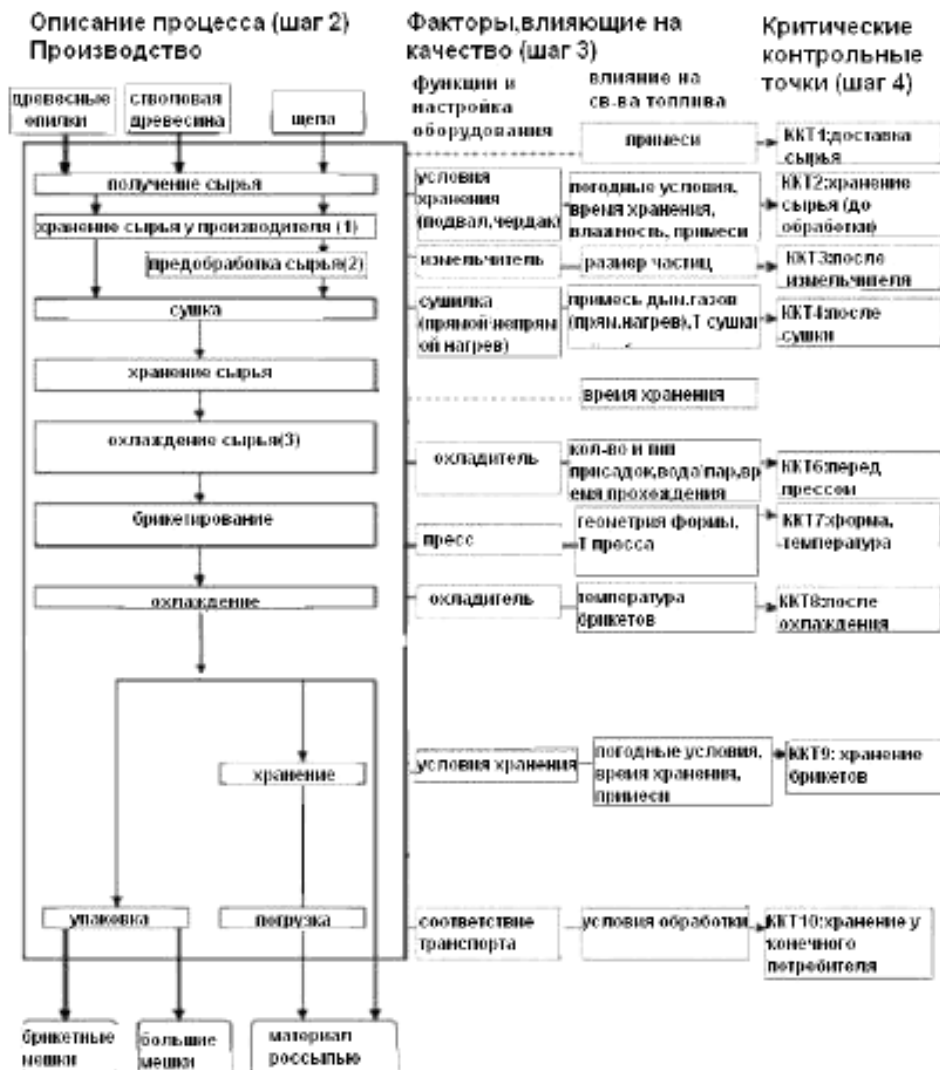 Описание процесса (шаг 2)
Производство
Факторы,влияющие на
качество (шаг 3)
Критические
контрольные
точки (шаг 4)
функции и
настройка
оборудования
влияние на
св-ва топлива
древесные
опилки
стволовая
древесина
щепа
примеси
ККТ1;доставка
сырья
получение сырья
условия
хранения
(подвал,чердак)
погодные условия,
время хранения,
влажность, примеси
ККТ2:хранение
сырья (до
обработки)
хранение сырья у производителя (1)
предобработка сырья(2)
измельчитель
размер частиц
ККТ3:после
измельчителя
сушка
сушилка
(прямой\непрям
ой нагрев)
примесь дым.газов
(прям.нагрев),Т сушки
ККТ4:после
сушки
хранение сырья
время хранения
охлаждение сырья(3)
охладитель
кол-во и тип
присадок,вода\пар,вр
емя прохождения
ККТ6:перед
прессом
брикетирование
пресс
геометрия формы,
Т пресса
ККТ7:форма,
температура
охлаждение
охладитель
температура
брикетов
ККТ8:после
охлаждения
хранение
условия хранения
погодные условия,
время хранения,
примеси
ККТ9: хранение
брикетов
упаковка
погрузка
соответствие
транспорта
условия обработки
ККТ10:хранение у
конечного
потребителя
брикетные
мешки
большие
мешки
материал
россыпью